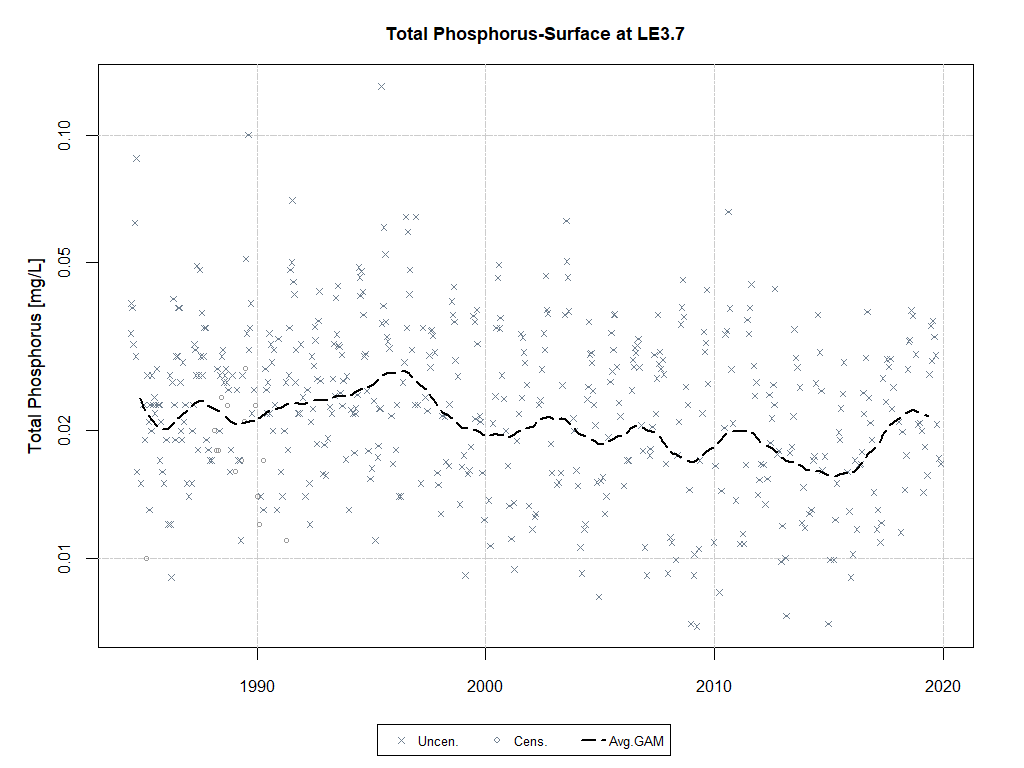 Total Phosphorus-Surface at LE3.7
Total Phosphorus [mg/L]
0.10
0.05
0.02
0.01
1990 2000 2010 2020
Uncen. Cens. Avg.GAM